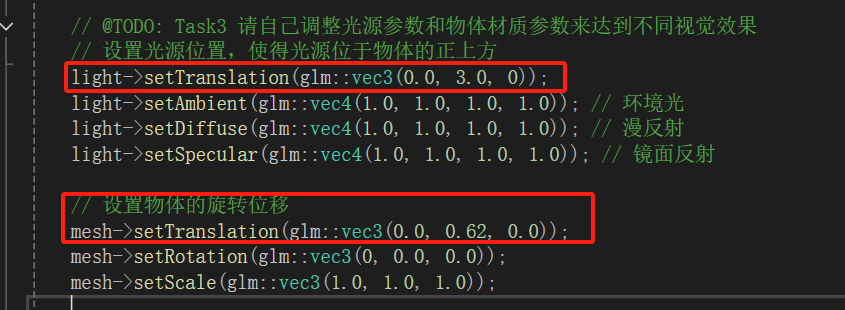 // @TODO: Task3 请自己调整光源参数和物体材质参数来达到不同视觉效果
// 设置光源位置，使得光源位于物体的正上方
light->setTranslation(glm::vec3(0.0, 3.0, 0));
light->setAmbient(glm::vec4(1.0, 1.0, 1.0, 1.0)); // 环境光
light->setDiffuse(glm::vec4(1.0, 1.0, 1.0, 1.0)); // 漫反射
light->setSpecular(glm::vec4(1.0, 1.0, 1.0, 1.0)); // 镜面反射
// 设置物体的旋转位移
mesh->setTranslation(glm::vec3(0.0, 0.62, 0.0));
mesh->setRotation(glm::vec3(0, 0.0, 0.0));
mesh->setScale(glm::vec3(1.0, 1.0, 1.0));